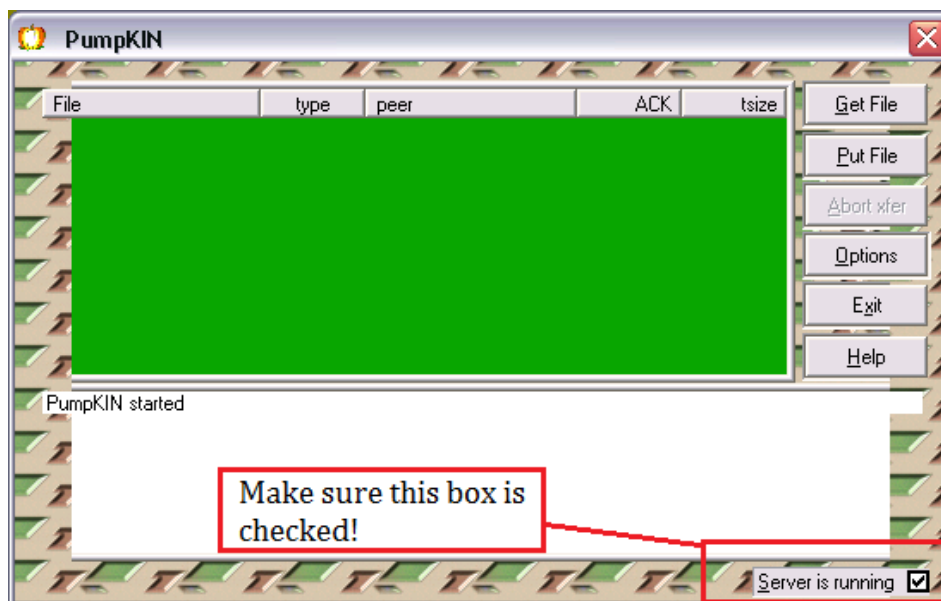 PumpKIN
File type peer ACK tsize
Get File
Put File
Abort xfer
Options
Exit
Help
PumpKIN started
Make sure this box is
checked!
Server is running